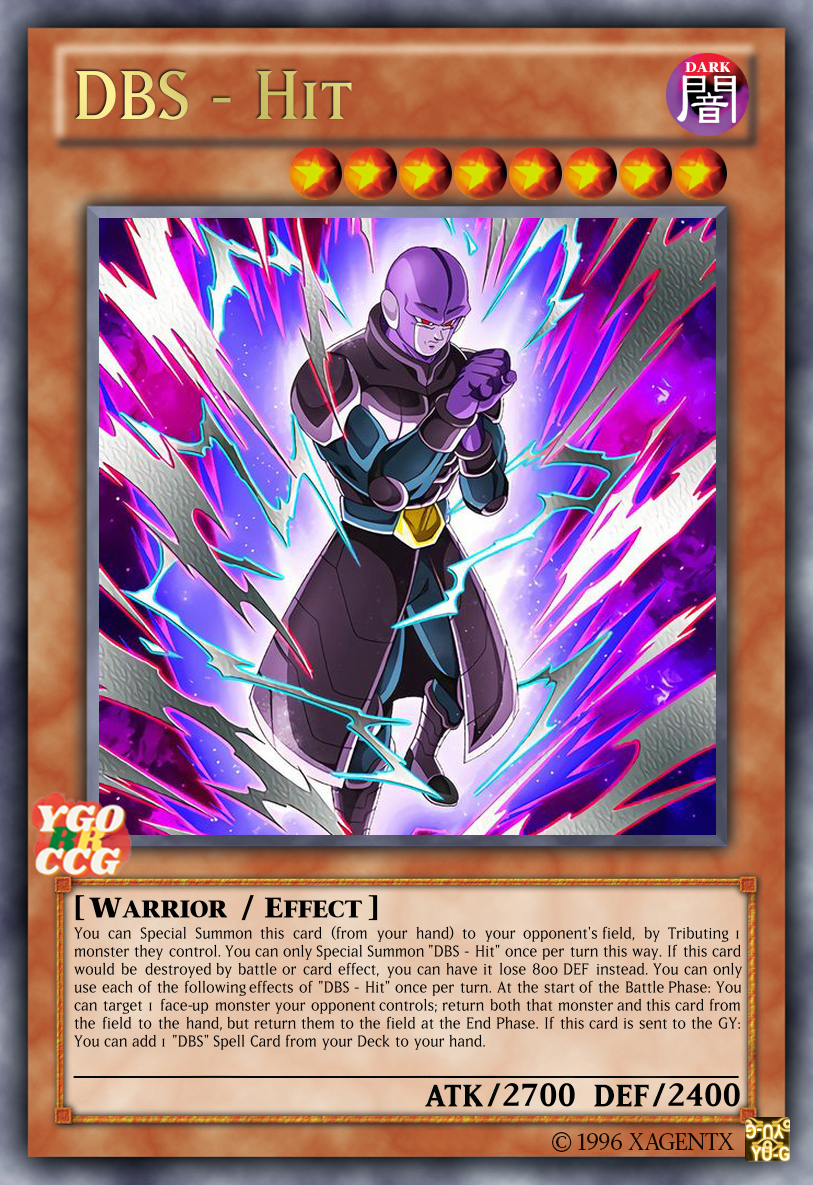 DBS - Hit
DARK
闇
YGO
BR
CCG
[ Warrior / Effect ]
You can Special Summon this card (from your hand) to your opponent's field, by Tributing 1
monster they control. You can only Special Summon "DBS - Hit" once per turn this way. If this card
would be destroyed by battle or card effect, you can have it lose 800 DEF instead. You can only
use each of the following effects of "DBS - Hit" once per turn. At the start of the Battle Phase: You
can target 1 face-up monster your opponent controls; return both that monster and this card from
the field to the hand, but return them to the field at the End Phase. If this card is sent to the GY:
You can add 1 "DBS" Spell Card from your Deck to your hand.
ATK/2700 DEF/2400
© 1996 XAGENTX